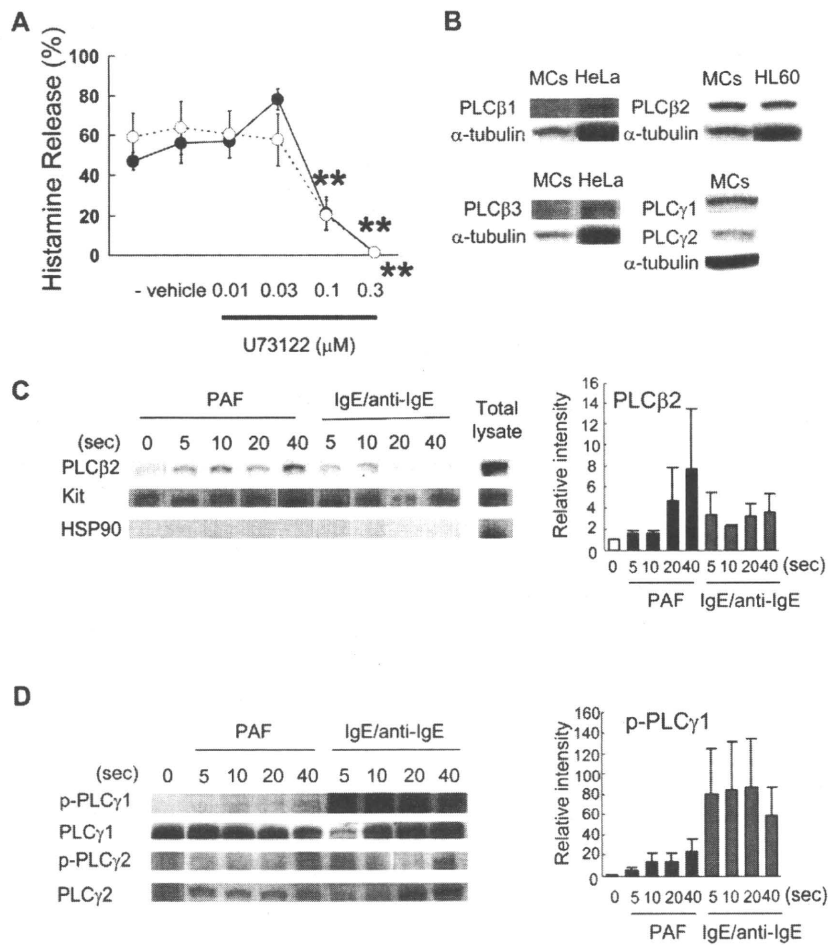 A
Histamine Release (%)
100
80
60
40
20
0
**
**
**
- vehicle 0.01 0.03 0.1 0.3
U73122 (μM)
B
MCs HeLa
PLCβ1
α-tubulin
MCs HL60
PLCβ2
α-tubulin
MCs HeLa
PLCβ3
α-tubulin
MCs
PLCγ1
PLCγ2
α-tubulin
C
PAF IgE/anti-IgE Total lysate
(sec) 0 5 10 20 40 5 10 20 40
PLCβ2
Kit
HSP90
PLCβ2
Relative intensity
16
14
12
10
8
6
4
2
0
0 5 10 20 40 5 10 20 40 (sec)
PAF IgE/anti-IgE
D
PAF IgE/anti-IgE
(sec) 0 5 10 20 40 5 10 20 40
p-PLCγ1
PLCγ1
p-PLCγ2
PLCγ2
p-PLCγ1
Relative intensity
160
140
120
100
80
60
40
20
0
0 5 10 20 40 5 10 20 40 (sec)
PAF IgE/anti-IgE